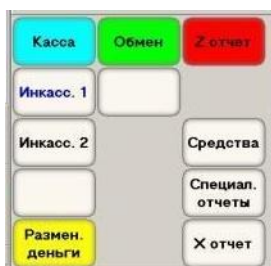 Касса Обмен Z отчет
Инкасс. 1
Инкасс. 2 Средства
Специал.
отчеты
Размен.
деньги
X отчет